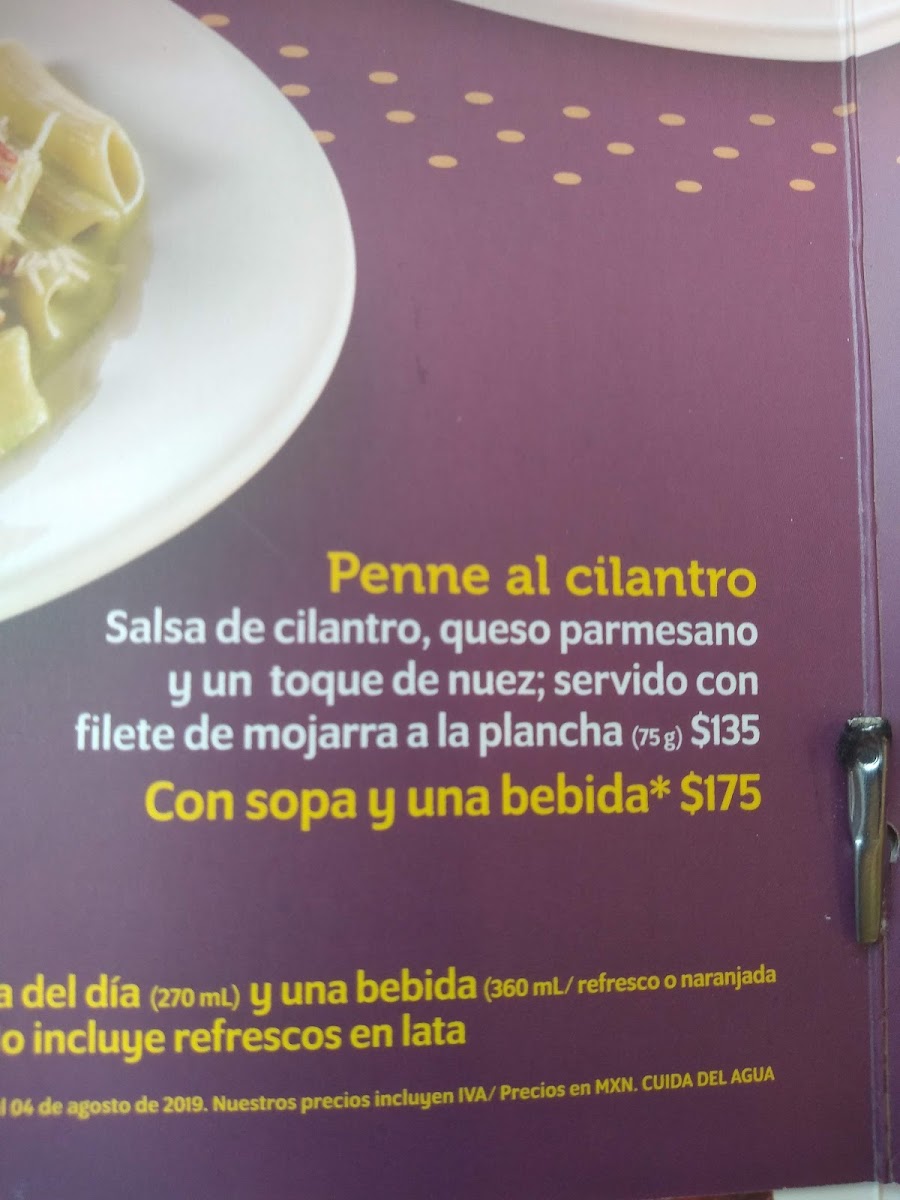 Penne al cilantro
Salsa de cilantro, queso parmesano
y un toque de nuez; servido con
filete de mojarra a la plancha (75 g) $135
Con sopa y una bebida* $175
del día (270 mL) y una bebida (360 mL/ refresco o naranjada
incluye refrescos en lata
04 de agosto de 2019. Nuestros precios incluyen IVA/ Precios en MXN. CUIDA DEL AGUA